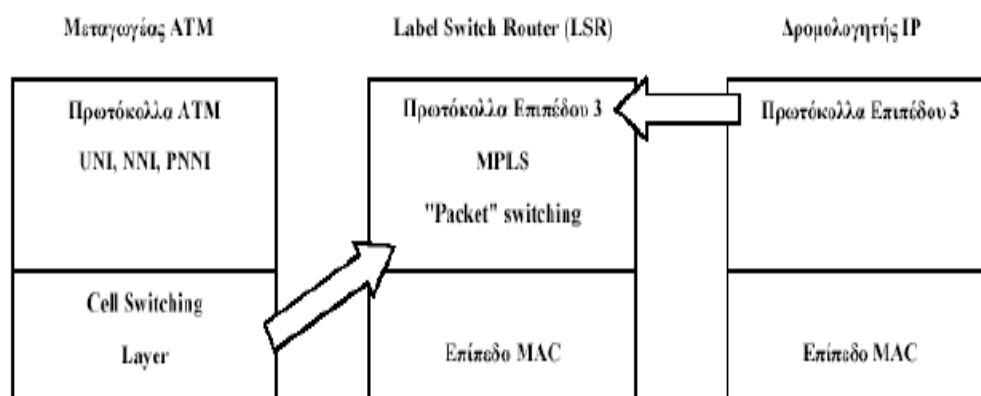 Μεταγωγέας ATM
Label Switch Router (LSR)
Δρομολογητής IP
Πρωτόκολλα ATM
UNI, NNI, PNNI
Cell Switching
Layer
Πρωτόκολλα Επιπέδου 3
MPLS
"Packet" switching
Επίπεδο MAC
Πρωτόκολλα Επιπέδου 3
Επίπεδο MAC